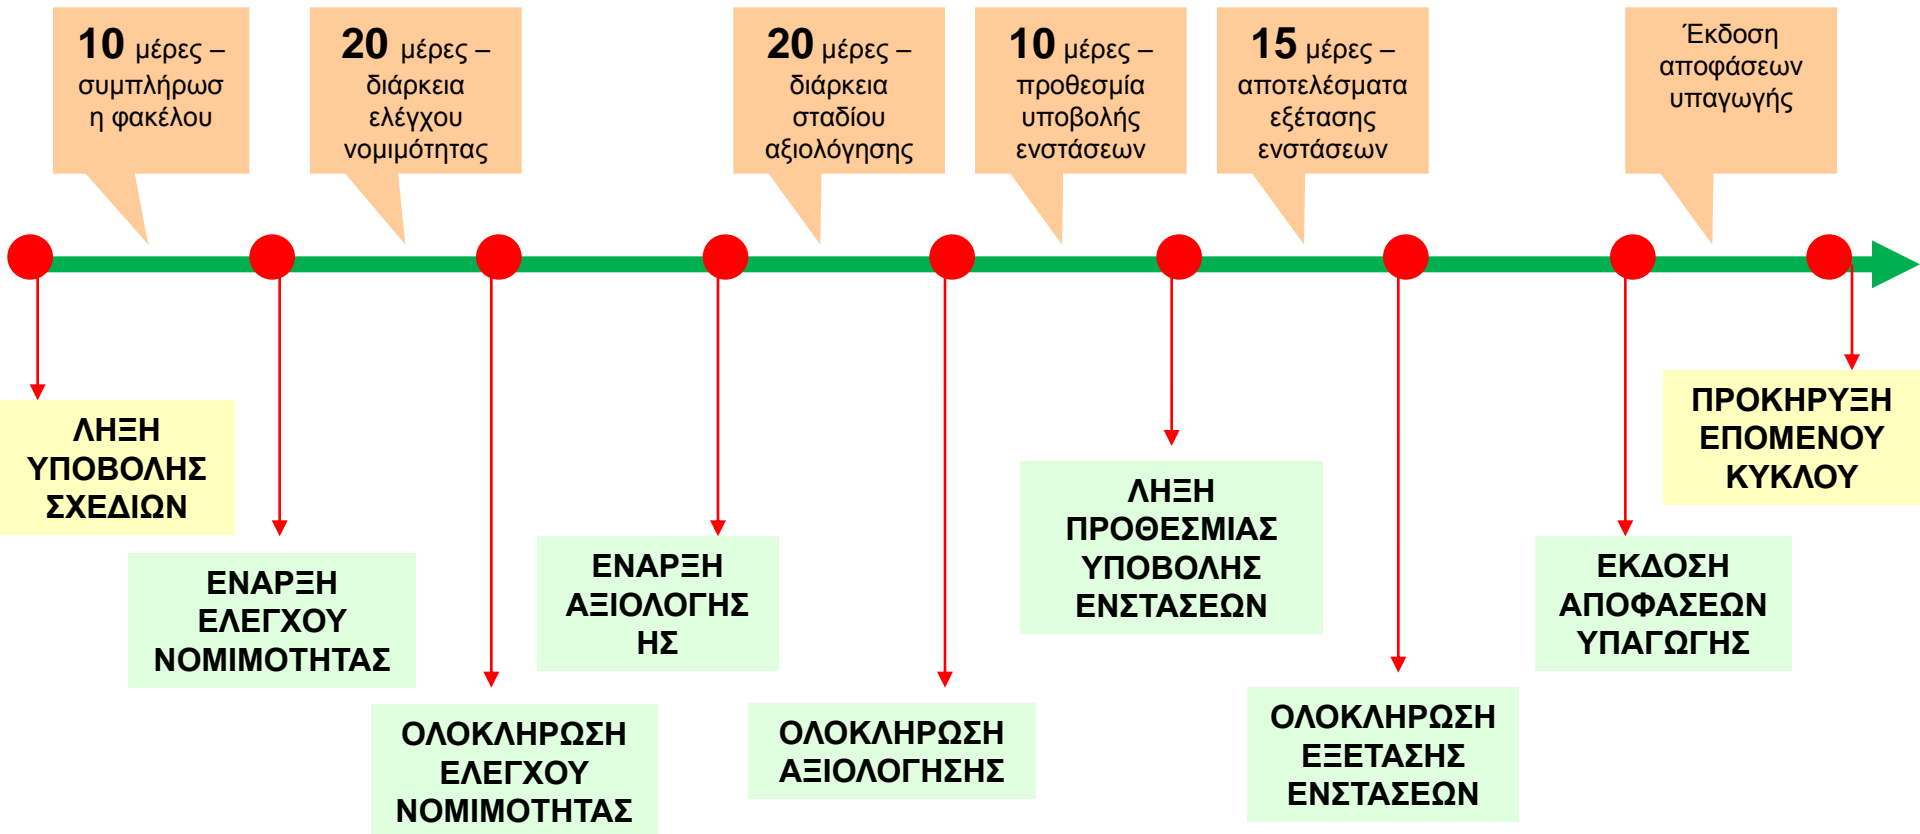 10 μέρες –
συμπλήρωσ
η φακέλου
20 μέρες –
διάρκεια
ελέγχου
νομιμότητας
20 μέρες –
διάρκεια
σταδίου
αξιολόγησης
10 μέρες –
προθεσμία
υποβολής
ενστάσεων
15 μέρες –
αποτελέσματα
εξέτασης
ενστάσεων
Έκδοση
αποφάσεων
υπαγωγής
ΛΗΞΗ
ΥΠΟΒΟΛΗΣ
ΣΧΕΔΙΩΝ
ΕΝΑΡΞΗ
ΕΛΕΓΧΟΥ
ΝΟΜΙΜΟΤΗΤΑΣ
ΟΛΟΚΛΗΡΩΣΗ
ΕΛΕΓΧΟΥ
ΝΟΜΙΜΟΤΗΤΑΣ
ΕΝΑΡΞΗ
ΑΞΙΟΛΟΓΗΣ
ΗΣ
ΟΛΟΚΛΗΡΩΣΗ
ΑΞΙΟΛΟΓΗΣΗΣ
ΛΗΞΗ
ΠΡΟΘΕΣΜΙΑΣ
ΥΠΟΒΟΛΗΣ
ΕΝΣΤΑΣΕΩΝ
ΟΛΟΚΛΗΡΩΣΗ
ΕΞΕΤΑΣΗΣ
ΕΝΣΤΑΣΕΩΝ
ΕΚΔΟΣΗ
ΑΠΟΦΑΣΕΩΝ
ΥΠΑΓΩΓΗΣ
ΠΡΟΚΗΡΥΞΗ
ΕΠΟΜΕΝΟΥ
ΚΥΚΛΟΥ